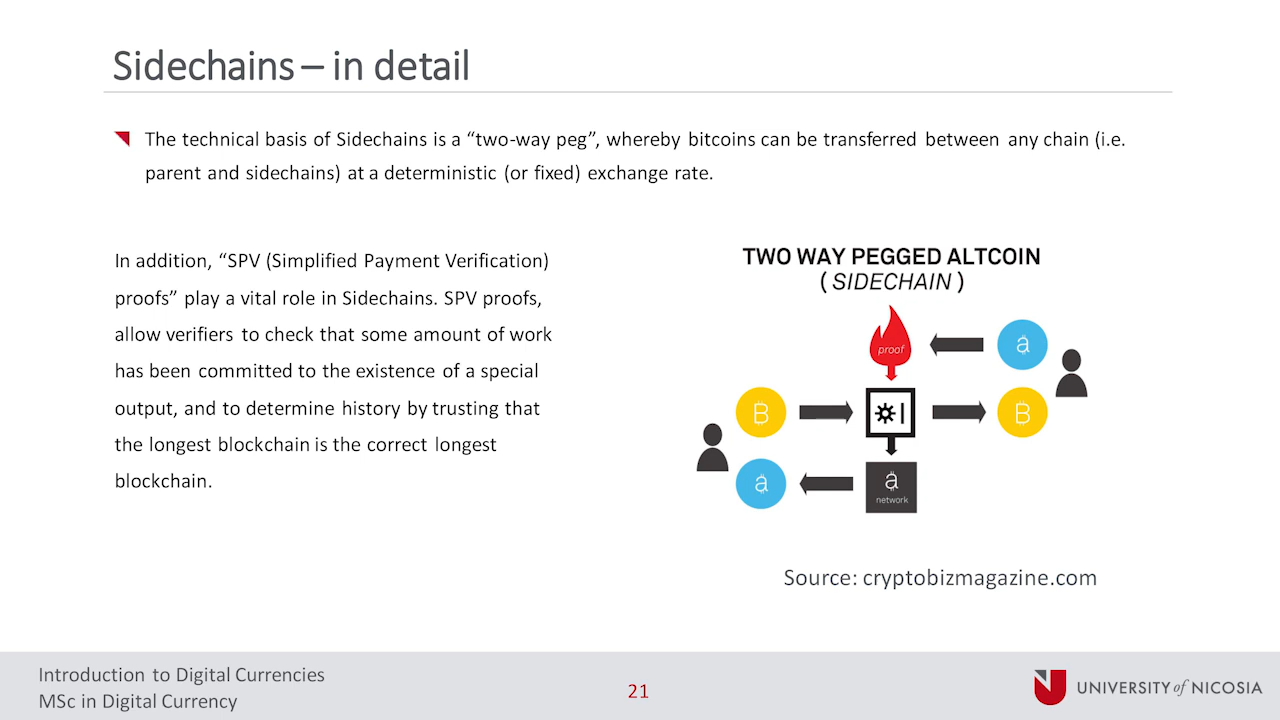 Sidechains – in detail
The technical basis of Sidechains is a “two-way peg”, whereby bitcoins can be transferred between any chain (i.e.
parent and sidechains) at a deterministic (or fixed) exchange rate.
In addition, “SPV (Simplified Payment Verification)
proofs” play a vital role in Sidechains. SPV proofs,
allow verifiers to check that some amount of work
has been committed to the existence of a special
output, and to determine history by trusting that
the longest blockchain is the correct longest
blockchain.
TWO WAY PEGGED ALTCOIN
( SIDECHAIN )
proof
a
B
B
a
a
network
Source: cryptobizmagazine.com
Introduction to Digital Currencies
MSc in Digital Currency
21
UNIVERSITY of NICOSIA